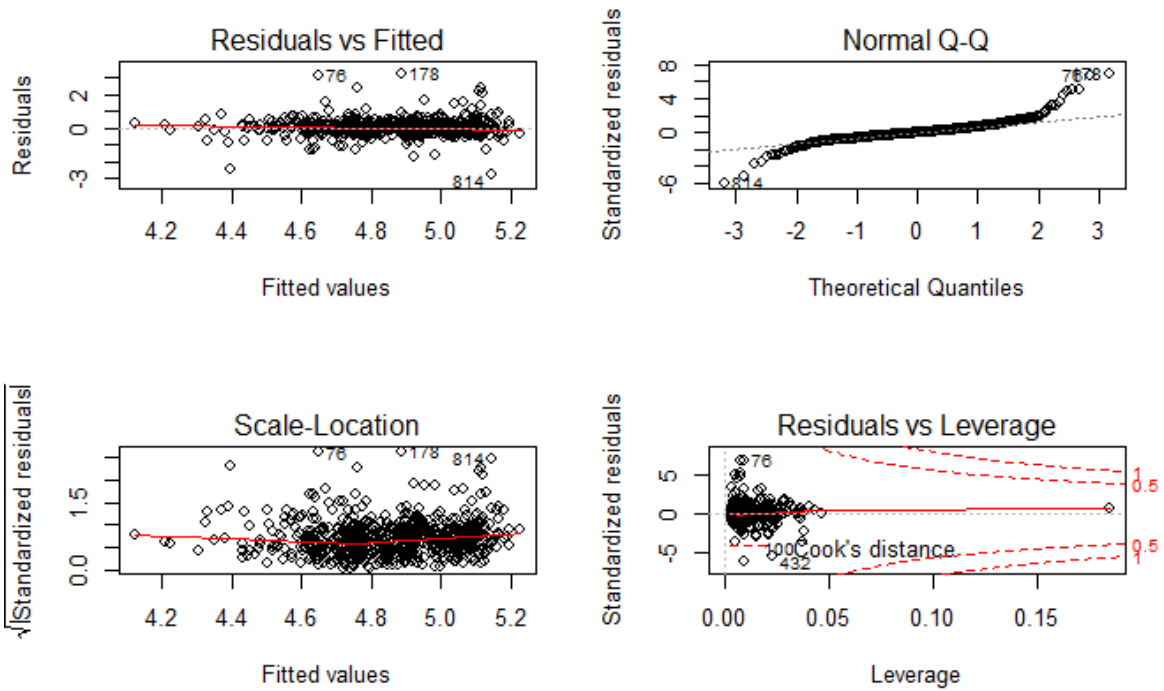 Residuals vs Fitted
Residuals
2
0
-3
76
178
814
4.2 4.4 4.6 4.8 5.0 5.2
Fitted values
Normal Q-Q
Standardized residuals
8
4
0
-6
178
814
-3 -2 -1 0 1 2 3
Theoretical Quantiles
Scale-Location
√|Standardized residuals|
1.5
0.0
76
178
814
4.2 4.4 4.6 4.8 5.0 5.2
Fitted values
Residuals vs Leverage
Standardized residuals
5
0
-5
76
1
0.5
0.5
1
Cook's distance
432
0.00 0.05 0.10 0.15
Leverage